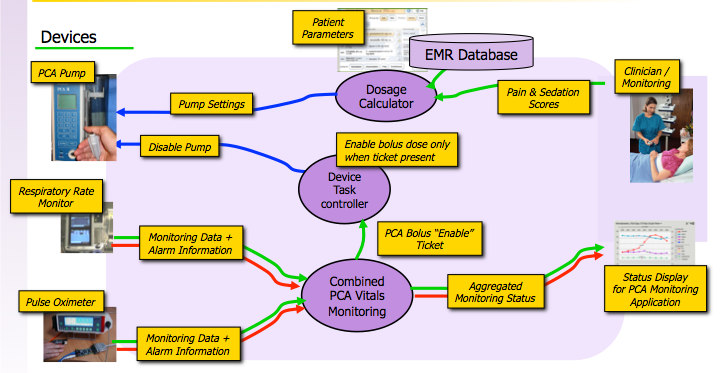 Devices
Patient
Parameters
EMR Database
PCA Pump
Clinician /
Monitoring
Dosage
Calculator
Pump Settings
Pain & Sedation
Scores
Disable Pump
Enable bolus dose only
when ticket present
Device
Task
controller
Respiratory Rate
Monitor
Monitoring Data +
Alarm Information
PCA Bolus “Enable”
Ticket
Combined
PCA Vitals
Monitoring
Aggregated
Monitoring Status
Status Display
for PCA Monitoring
Application
Pulse Oximeter
Monitoring Data +
Alarm Information